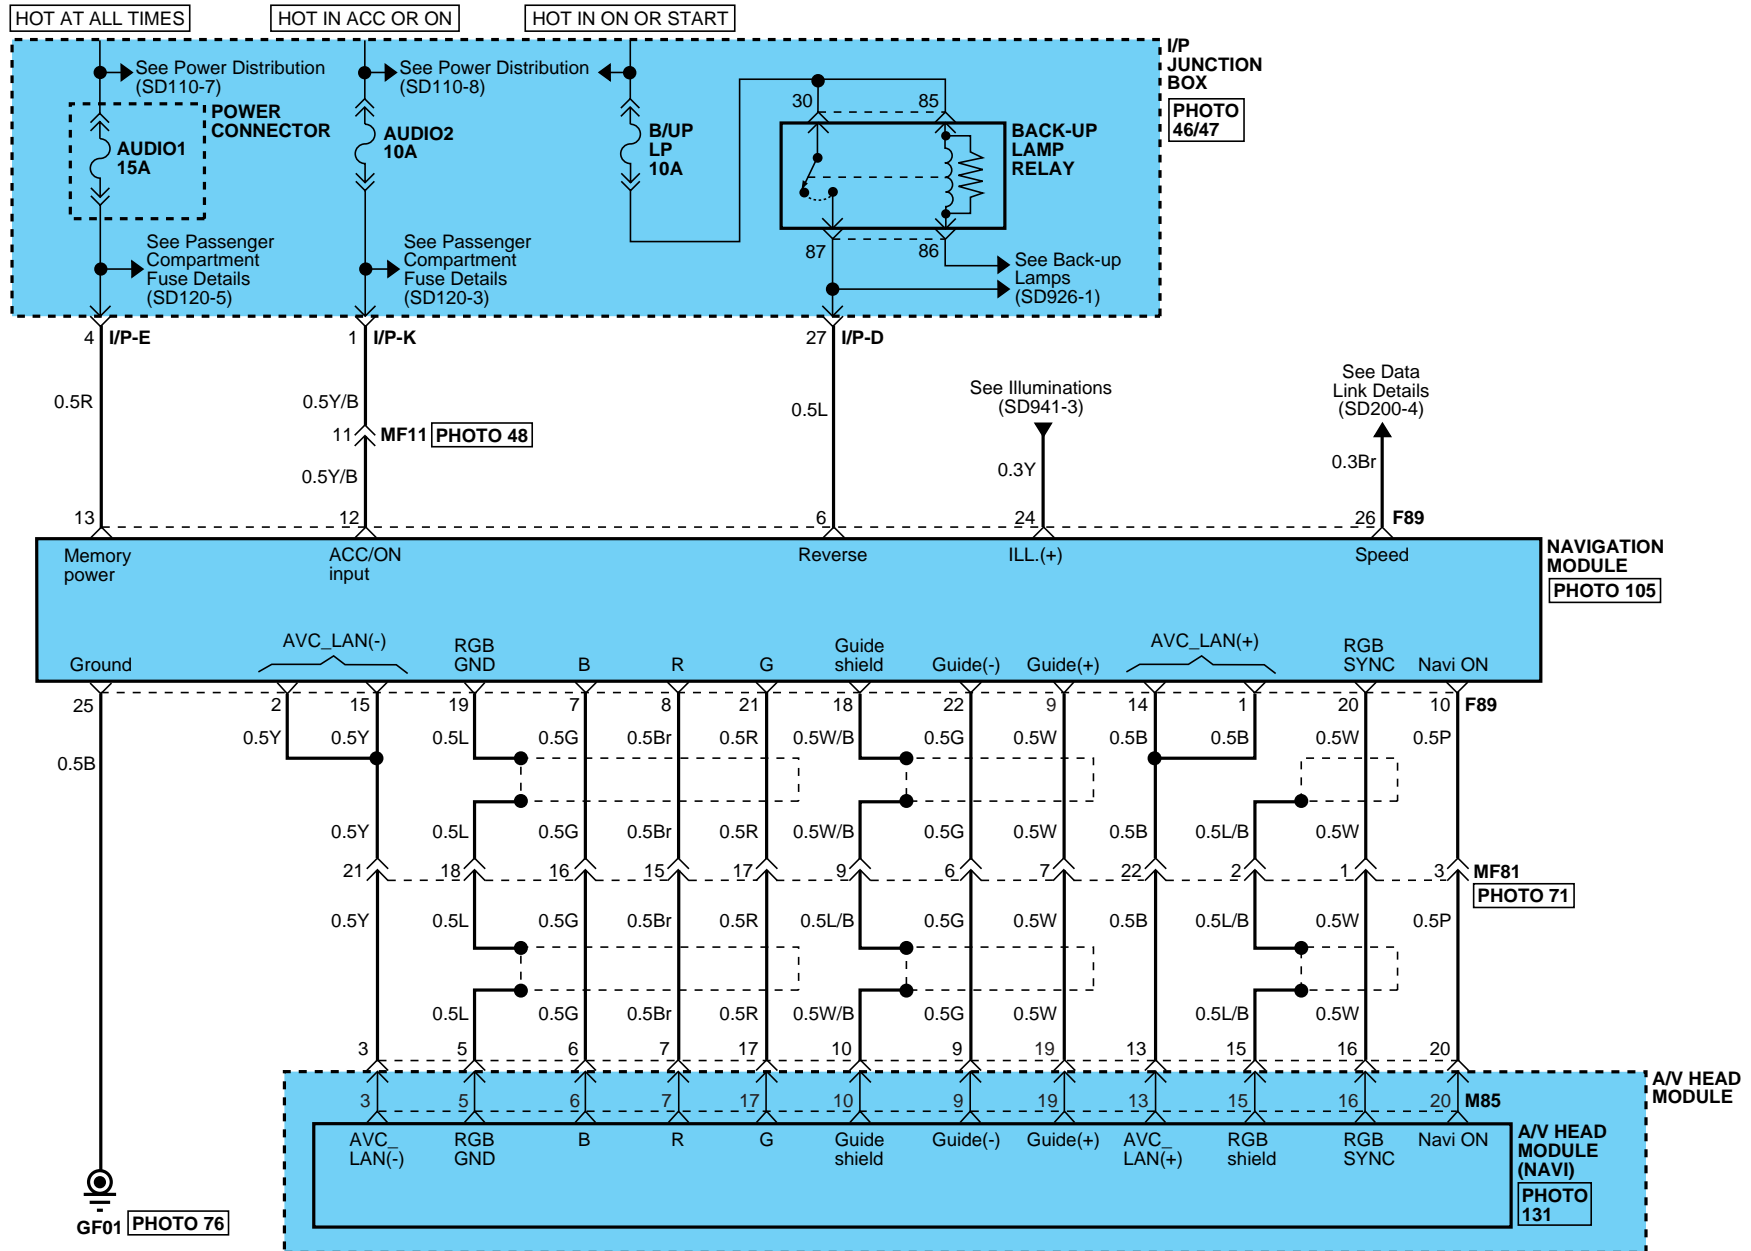 HOT AT ALL TIMES
HOT IN ACC OR ON
HOT IN ON OR START
I/P
JUNCTION
BOX
PHOTO
46/47
See Power Distribution
(SD110-7)
See Power Distribution
(SD110-8)
POWER
CONNECTOR
AUDIO1
15A
AUDIO2
10A
B/UP
LP
10A
30
85
BACK-UP
LAMP
RELAY
87
86
See Passenger
Compartment
Fuse Details
(SD120-5)
See Passenger
Compartment
Fuse Details
(SD120-3)
See Back-up
Lamps
(SD926-1)
4 I/P-E
1 I/P-K
27 I/P-D
0.5R
0.5Y/B
11 MF11 PHOTO 48
0.5Y/B
0.5L
See Illuminations
(SD941-3)
0.3Y
See Data
Link Details
(SD200-4)
0.3Br
13 12 6 24 26 F89
Memory
power
ACC/ON
input
Reverse
ILL.(+)
Speed
NAVIGATION
MODULE
PHOTO 105
Ground
AVC_LAN(-)
RGB
GND
B
R
G
Guide
shield
Guide(-)
Guide(+)
AVC_LAN(+)
RGB
SYNC
Navi ON
25 2 15 19 7 8 21 18 22 9 14 1 20 10 F89
0.5Y 0.5Y 0.5L 0.5G 0.5Br 0.5R 0.5W/B 0.5G 0.5W 0.5B 0.5B 0.5W 0.5P
0.5B
0.5Y 0.5L 0.5G 0.5Br 0.5R 0.5W/B 0.5G 0.5W 0.5B 0.5L/B 0.5W
21 18 16 15 17 9 6 7 22 2 1 3 MF81
PHOTO 71
0.5Y 0.5L 0.5G 0.5Br 0.5R 0.5L/B 0.5G 0.5W 0.5B 0.5L/B 0.5W 0.5P
0.5L 0.5G 0.5Br 0.5R 0.5W/B 0.5G 0.5W 0.5L/B 0.5W
3 5 6 7 17 10 9 19 13 15 16 20
A/V HEAD
MODULE
3 5 6 7 17 10 9 19 13 15 16 20 M85
AVC_
LAN(-)
RGB
GND
B
R
G
Guide
shield
Guide(-)
Guide(+)
AVC_
LAN(+)
RGB
shield
RGB
SYNC
Navi ON
A/V HEAD
MODULE
(NAVI)
PHOTO
131
GF01 PHOTO 76